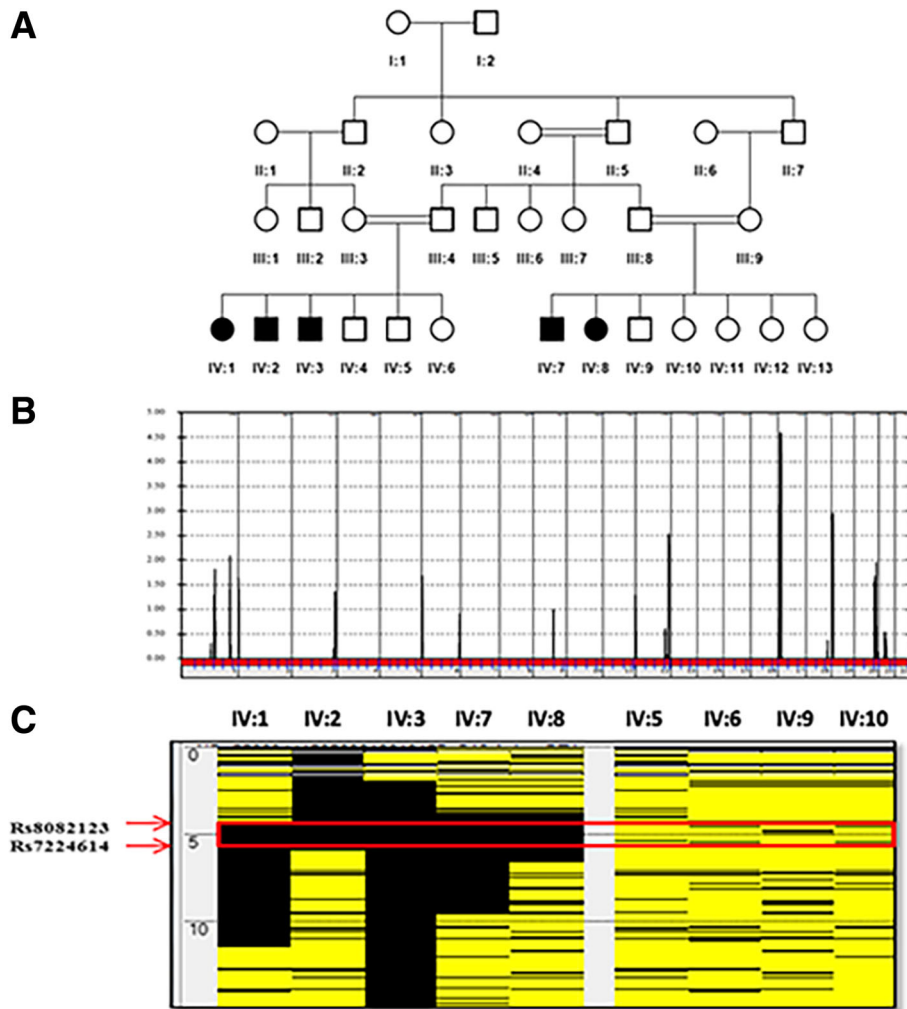 A
I:1 I:2
II:1 II:2 II:3 II:4 II:5 II:6 II:7
III:1 III:2 III:3 III:4 III:5 III:6 III:7 III:8 III:9
IV:1 IV:2 IV:3 IV:4 IV:5 IV:6 IV:7 IV:8 IV:9 IV:10 IV:11 IV:12 IV:13
B
5.00
4.50
4.00
3.50
3.00
2.50
2.00
1.50
1.00
0.50
0.00
C
IV:1 IV:2 IV:3 IV:7 IV:8 IV:5 IV:6 IV:9 IV:10
0
Rs8082123
5
Rs7224614
10